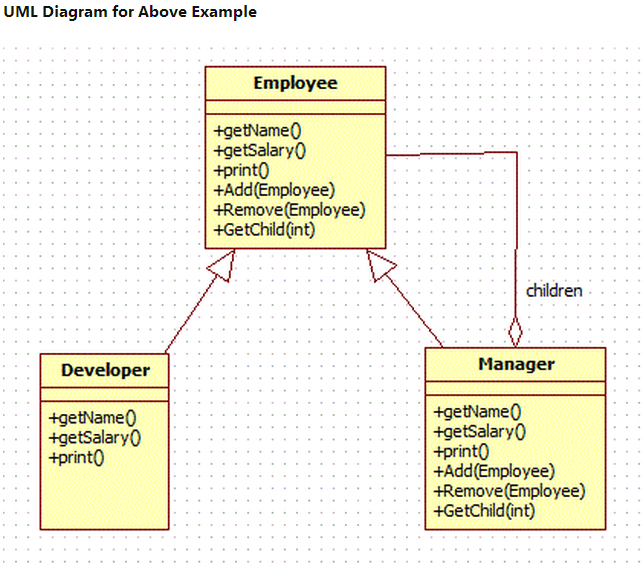 UML Diagram for Above Example
Employee
+getName()
+getSalary()
+print()
+Add(Employee)
+Remove(Employee)
+GetChild(int)
children
Developer
+getName()
+getSalary()
+print()
Manager
+getName()
+getSalary()
+print()
+Add(Employee)
+Remove(Employee)
+GetChild(int)